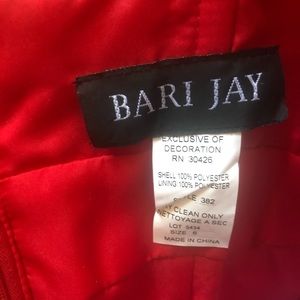 BARI JAY
EXCLUSIVE OF
DECORATION
RN 30426
SHELL 100% POLYESTER
LINING 100% POLYESTER
382
CLEAN ONLY
NETTOYAGE A SEC
LOT 5434
SIZE 6
MADE IN CHINA